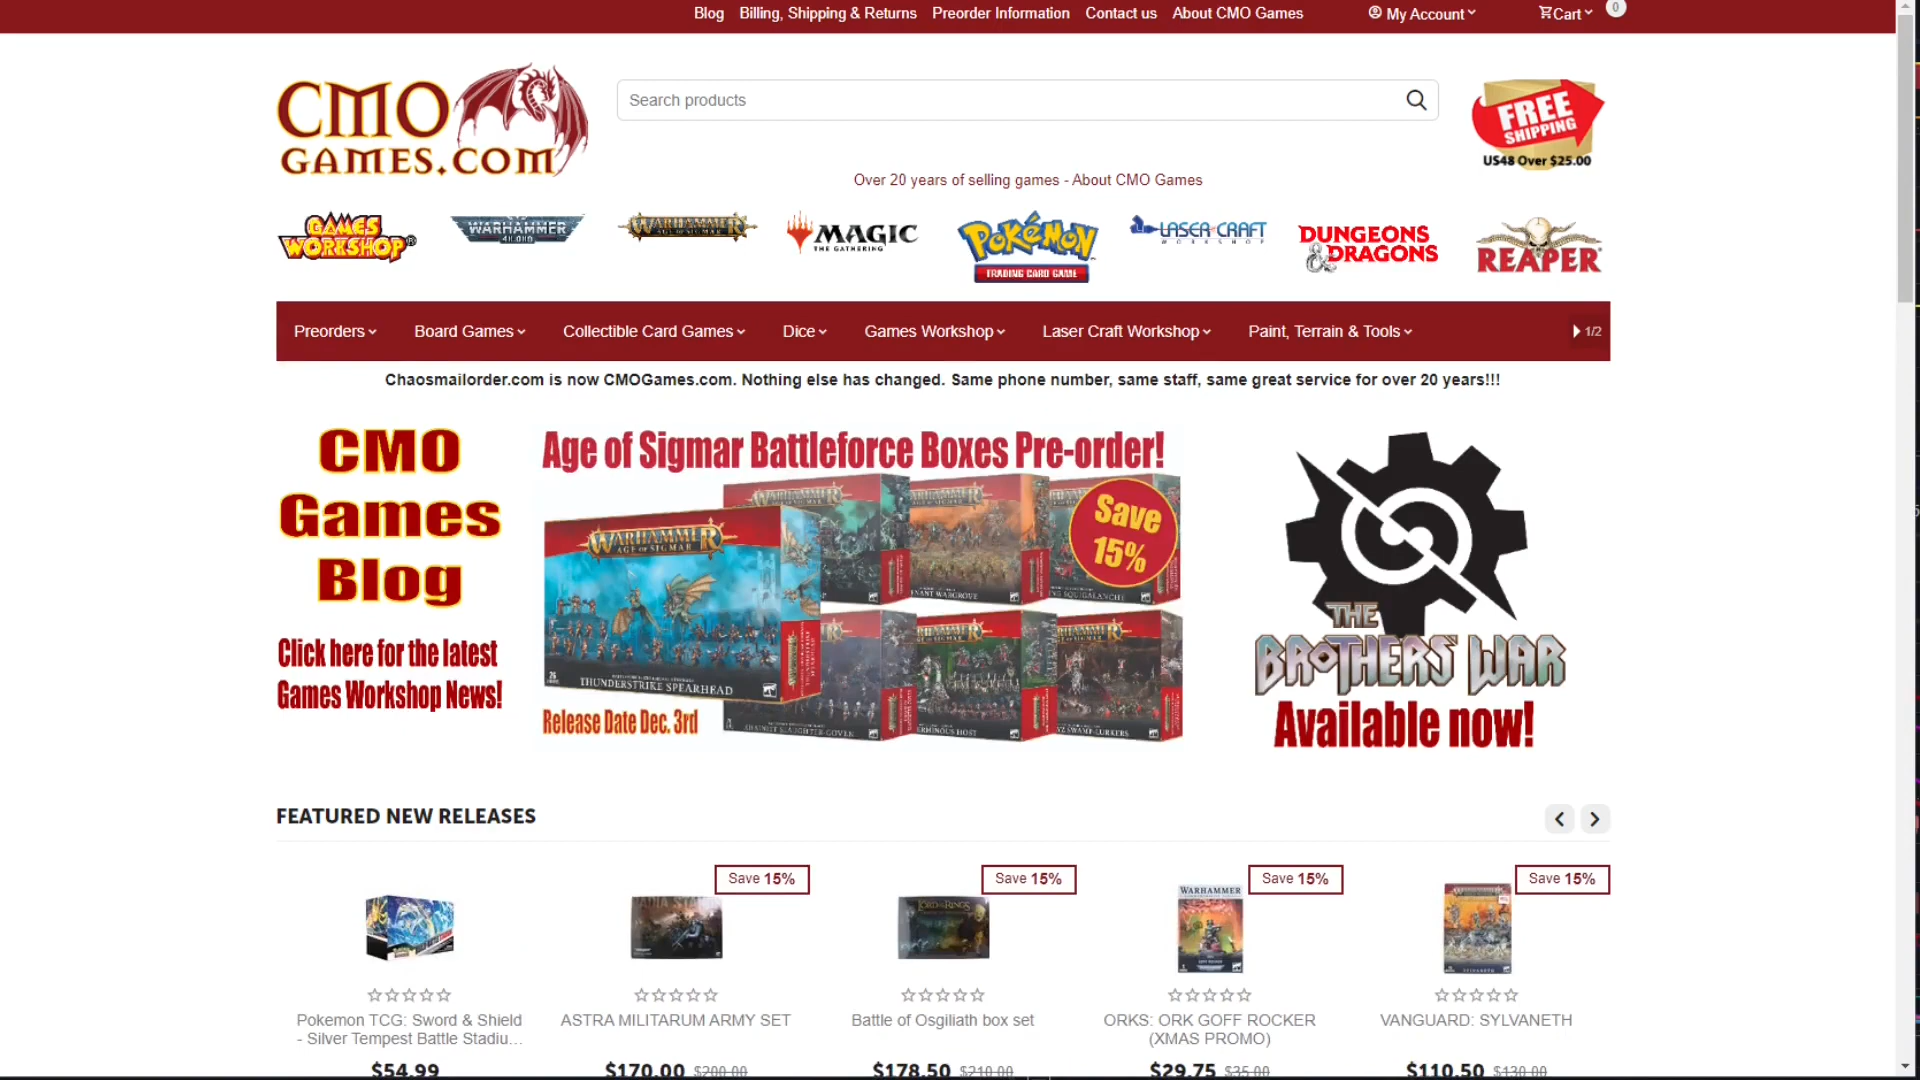 Blog Billing, Shipping & Returns Preorder Information Contact us About CMO Games My Account Cart 0
CMO
GAMES.COM
Search products
FREE
SHIPPING
US48 Over $25.00
Over 20 years of selling games - About CMO Games
GAMES
WORKSHOP®
WARHAMMER
40,000
WARHAMMER
AGE OF SIGMAR
MAGIC
THE GATHERING
POKéMON
TRADING CARD GAME
LASER CRAFT
WORKSHOP
DUNGEONS
& DRAGONS
REAPER
Preorders Board Games Collectible Card Games Dice Games Workshop Laser Craft Workshop Paint, Terrain & Tools 1/2
Chaosmailorder.com is now CMOGames.com. Nothing else has changed. Same phone number, same staff, same great service for over 20 years!!!
CMO
Games
Blog
Click here for the latest
Games Workshop News!
Age of Sigmar Battleforce Boxes Pre-order!
Save
15%
WARHAMMER
AGE OF SIGMAR
THUNDERSTRIKE SPEARHEAD
Release Date Dec. 3rd
THE
BROTHERS' WAR
Available now!
FEATURED NEW RELEASES
Save 15%
Save 15%
Save 15%
Save 15%
WARHAMMER
Pokemon TCG: Sword & Shield
- Silver Tempest Battle Stadiu...
ASTRA MILITARUM ARMY SET
Battle of Osgiliath box set
ORKS: ORK GOFF ROCKER
(XMAS PROMO)
VANGUARD: SYLVANETH
$54.99
$170.00 $200.00
$178.50 $210.00
$29.75 $35.00
$110.50 $130.00